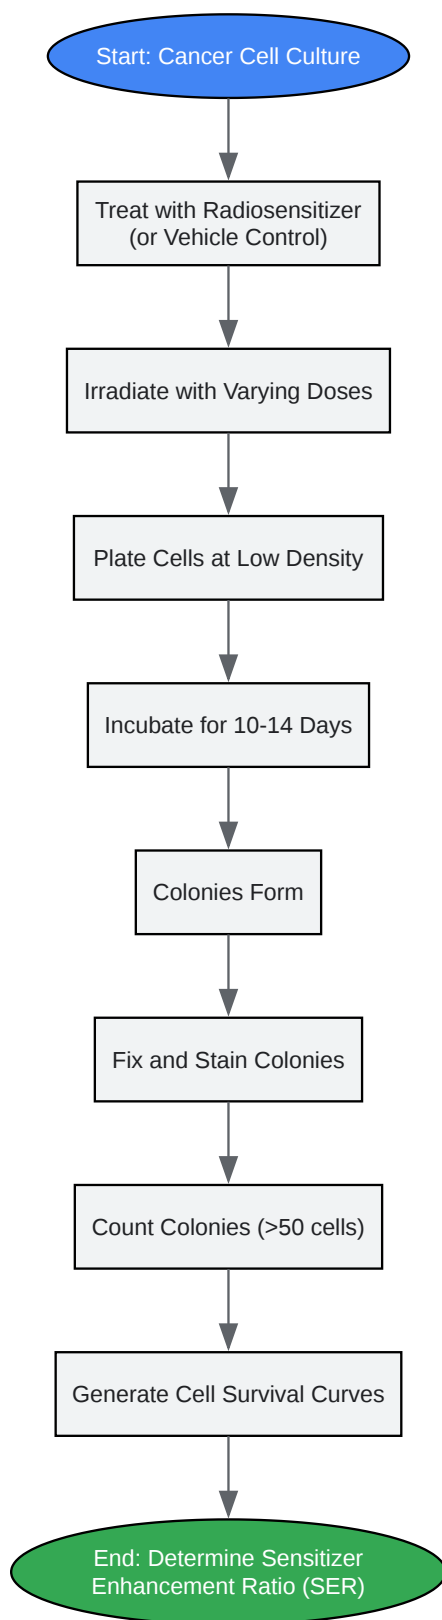 Start: Cancer Cell Culture
Treat with Radiosensitizer
(or Vehicle Control)
Irradiate with Varying Doses
Plate Cells at Low Density
Incubate for 10-14 Days
Colonies Form
Fix and Stain Colonies
Count Colonies (>50 cells)
Generate Cell Survival Curves
End: Determine Sensitizer
Enhancement Ratio (SER)